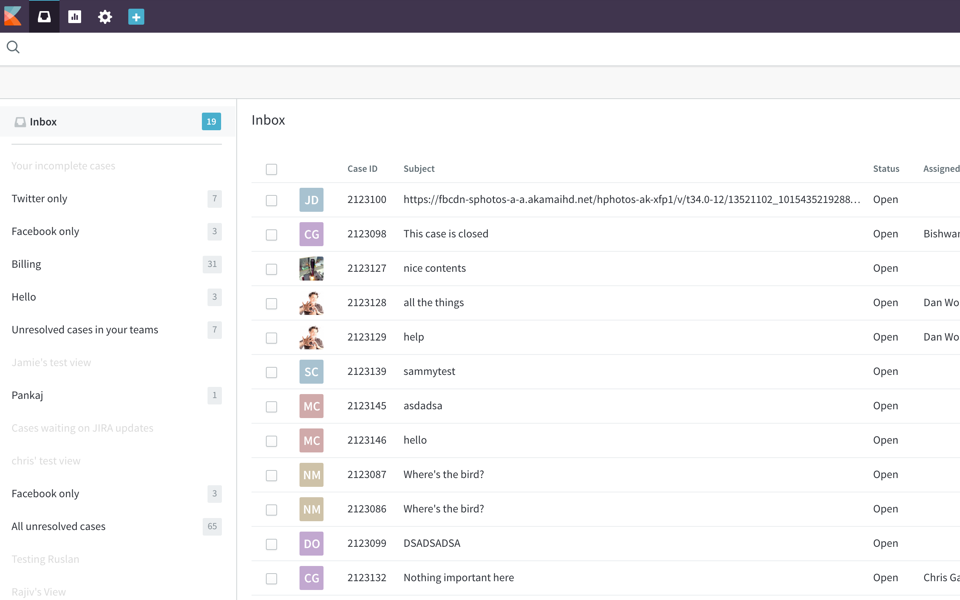 Inbox 19
Your incomplete cases
Twitter only 7
Facebook only 3
Billing 31
Hello 3
Unresolved cases in your teams 7
Jamie's test view
Pankaj 1
Cases waiting on JIRA updates
chris' test view
Facebook only 3
All unresolved cases 65
Testing Ruslan
Rajiv's View
Inbox
Case ID Subject Status Assigned
JD 2123100 https://fbcdn-sphotos-a-a.akamaihd.net/hphotos-ak-xfp1/v/t34.0-12/13521102_1015435219288... Open
CG 2123098 This case is closed Open Bishwar
2123127 nice contents Open
2123128 all the things Open Dan Wo
2123129 help Open Dan Wo
SC 2123139 sammytest Open
MC 2123145 asdadsa Open
MC 2123146 hello Open
NM 2123087 Where's the bird? Open
NM 2123086 Where's the bird? Open
DO 2123099 DSADSADSA Open
CG 2123132 Nothing important here Open Chris Ga